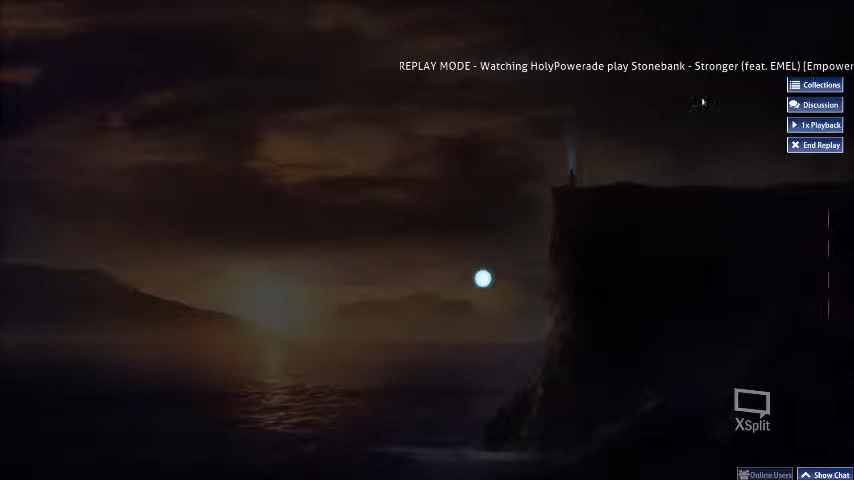 REPLAY MODE - Watching HolyPowerade play Stonebank - Stronger (feat. EMEL) [Empower
Collections
Discussion
1x Playback
End Replay
XSplit
Online Users
Show Chat